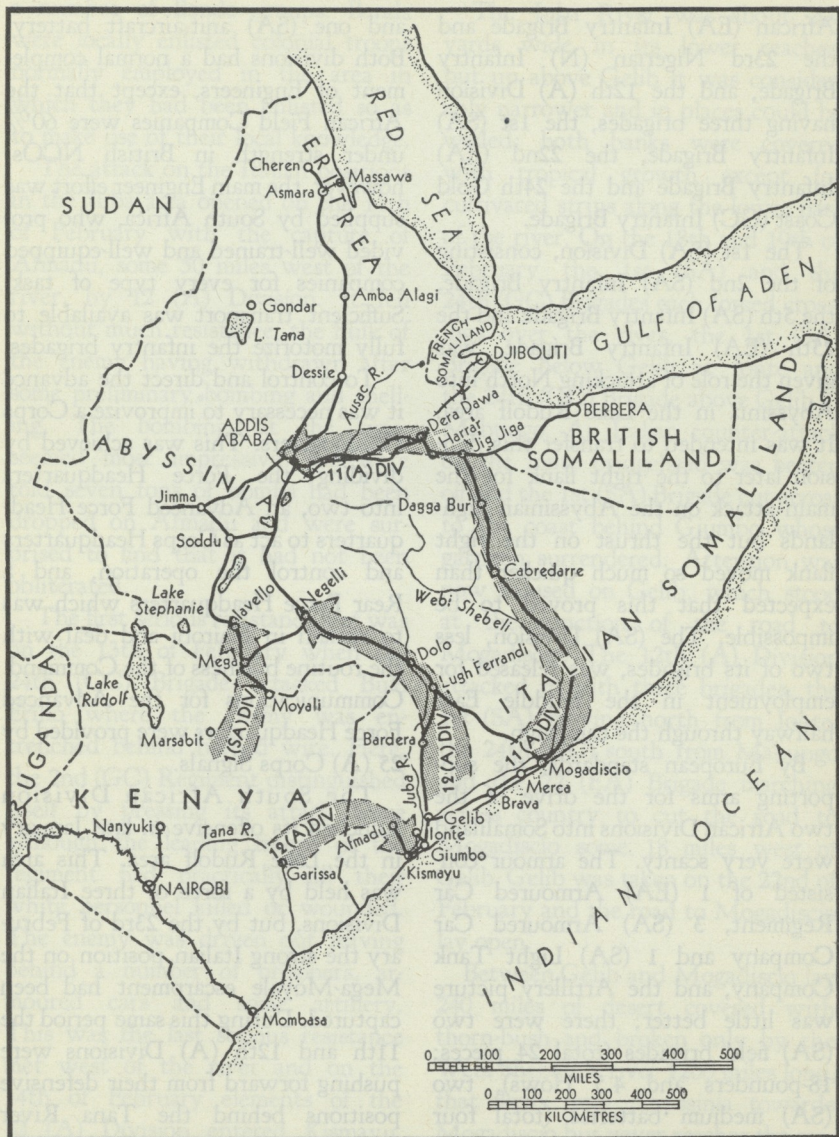 RED SEA
SUDAN
ERITREA
Cheren
Asmara
Massawa
Amba Alagi
Gondar
L. Tana
GULF OF ADEN
FRENCH
SOMALILAND
DJIBOUTI
Dessie
Ausac R.
Dera Dawa
BERBERA
ADDIS
ABABA
Harrar
Jig Jiga
BRITISH
SOMALILAND
ABYSSINIA
11(A)DIV
Jimma
Dagga Bur
Soddu
Cabredarre
ITALIAN SOMALILAND
Webi Shebeli
Lake
Stephanie
Javello
Negelli
Mega
Dolo
Lugh Ferrandi
Lake
Rudolf
Moyali
UGANDA
Marsabit
1(SA)DIV
Bardera
12(A)DIV
11(A)DIV
Mogadiscio
Merca
Brava
Juba R.
KENYA
Nanyuki
Tana R.
12(A)DIV
Afmadu
Gelib
Ionte
Giumbo
Kismayu
Garissa
NAIROBI
INDIAN OCEAN
Mombasa
0 100 200 300 400 500
MILES
0 100 200 300 400 500
KILOMETRES